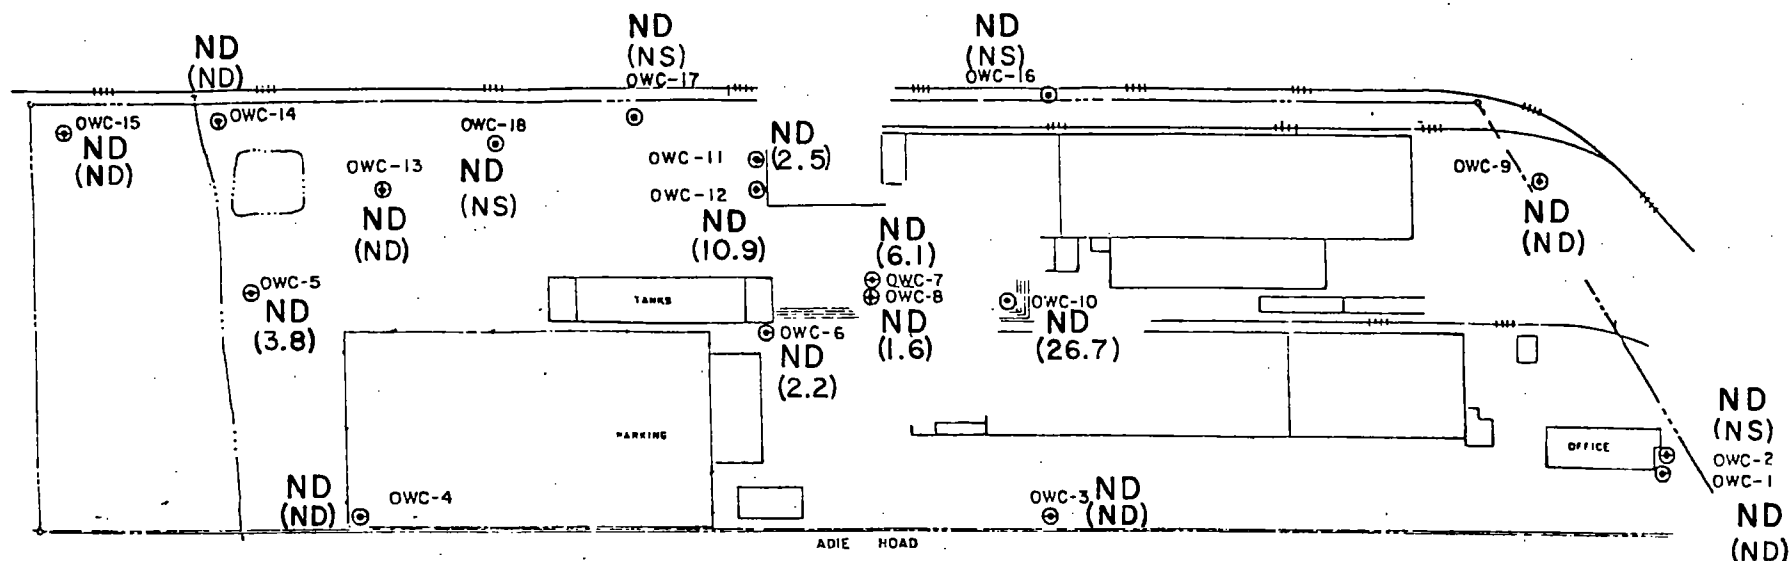 ND
(NS)
OWC-17
ND
(NS)
OWC-16
ND
(ND)
OWC-14
OWC-15
ND
(ND)
OWC-18
ND
(NS)
OWC-13
ND
(ND)
OWC-11
ND
(2.5)
OWC-12
ND
(10.9)
OWC-9
ND
(ND)
ND
(6.1)
OWC-7
OWC-8
ND
(1.6)
OWC-5
ND
(3.8)
TANKS
OWC-6
ND
(2.2)
OWC-10
ND
(26.7)
PARKING
OFFICE
ND
(NS)
OWC-2
OWC-1
ND
(ND)
ND
(ND)
OWC-4
OWC-3
ND
(ND)
ADIE HOAD